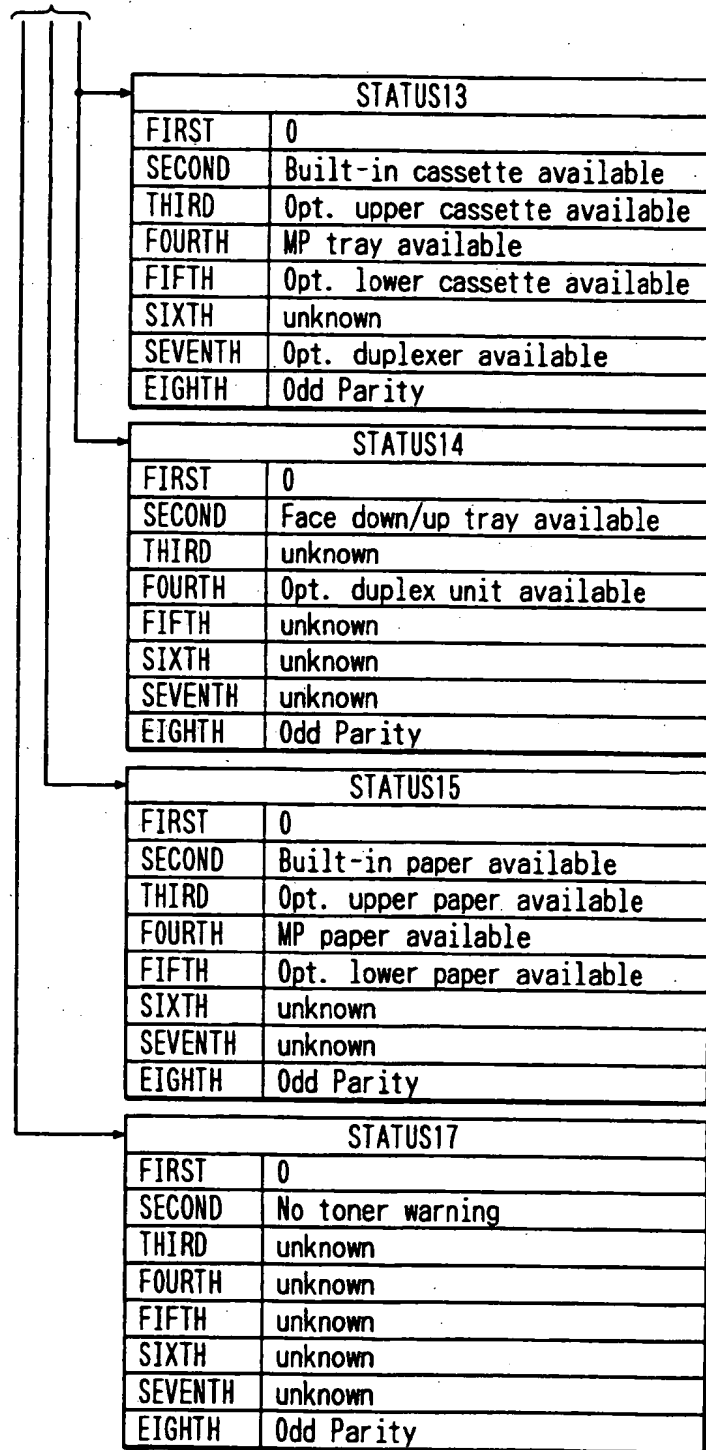 STATUS13
FIRST 0
SECOND Built-in cassette available
THIRD Opt. upper cassette available
FOURTH MP tray available
FIFTH Opt. lower cassette available
SIXTH unknown
SEVENTH Opt. duplexer available
EIGHTH Odd Parity
STATUS14
FIRST 0
SECOND Face down/up tray available
THIRD unknown
FOURTH Opt. duplex unit available
FIFTH unknown
SIXTH unknown
SEVENTH unknown
EIGHTH Odd Parity
STATUS15
FIRST 0
SECOND Built-in paper available
THIRD Opt. upper paper available
FOURTH MP paper available
FIFTH Opt. lower paper available
SIXTH unknown
SEVENTH unknown
EIGHTH Odd Parity
STATUS17
FIRST 0
SECOND No toner warning
THIRD unknown
FOURTH unknown
FIFTH unknown
SIXTH unknown
SEVENTH unknown
EIGHTH Odd Parity